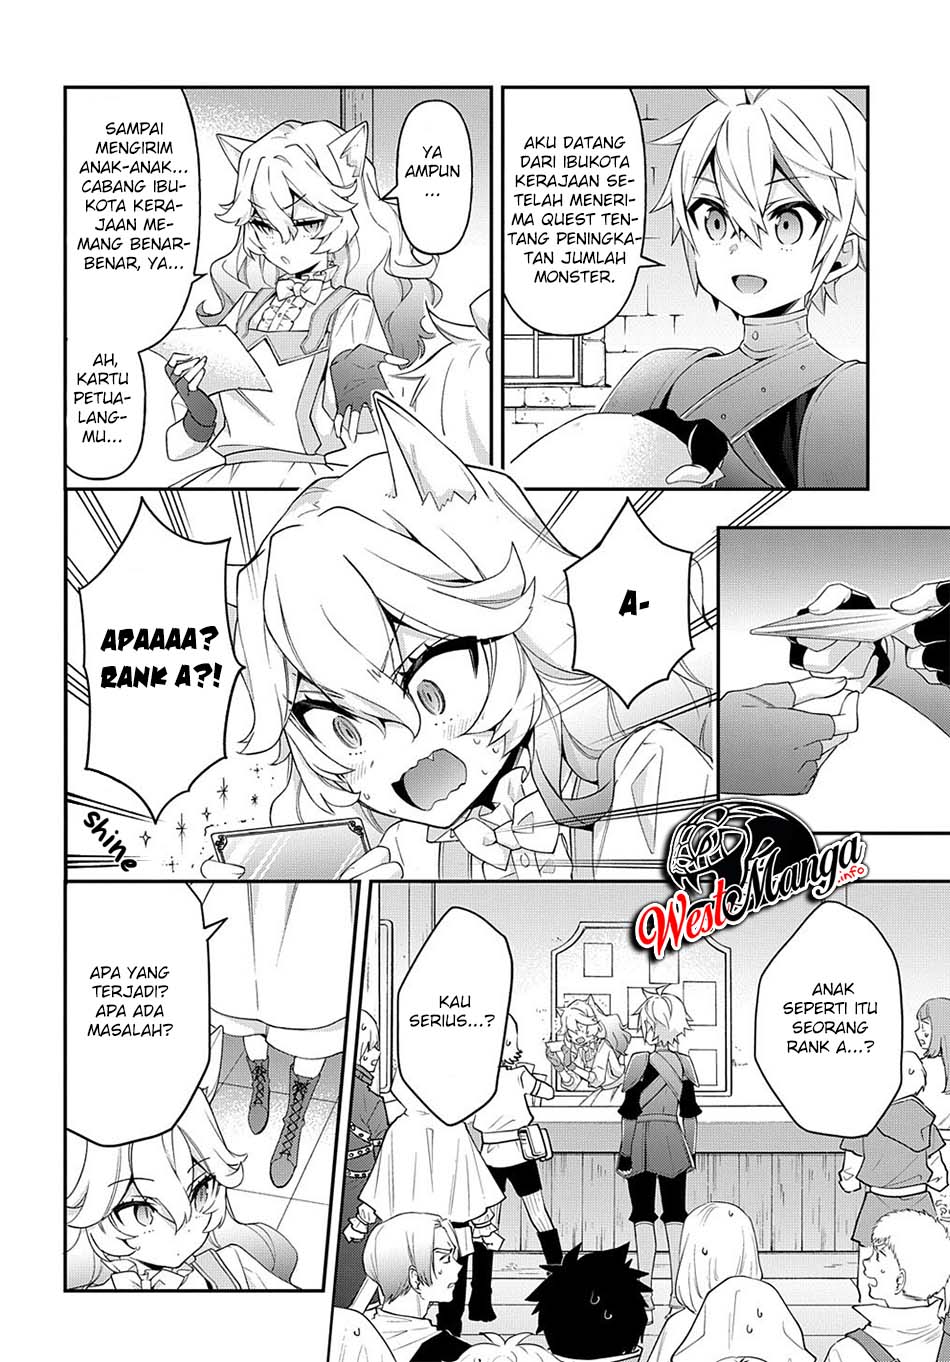 AKU DATANG
DARI IBUKOTA
KERAJAAN SE-
TELAH MENERI-
MA QUEST TEN-
TANG PENINGKA-
TAN JUMLAH
MONSTER.
YA
AMPUN
...
SAMPAI
MENGIRIM
ANAK-ANAK...
CABANG IBU-
KOTA KERA-
JAAN ME-
MANG BENAR-
BENAR, YA...
AH,
KARTU
PETUA-
LANG-
MU...
A-
APAAAA?
RANK A?!
Shine
WestManga
.info
ANAK
SEPERTI ITU
SEORANG
RANK A...?
KAU
SERIUS...?
APA YANG
TERJADI?
APA ADA
MASALAH?